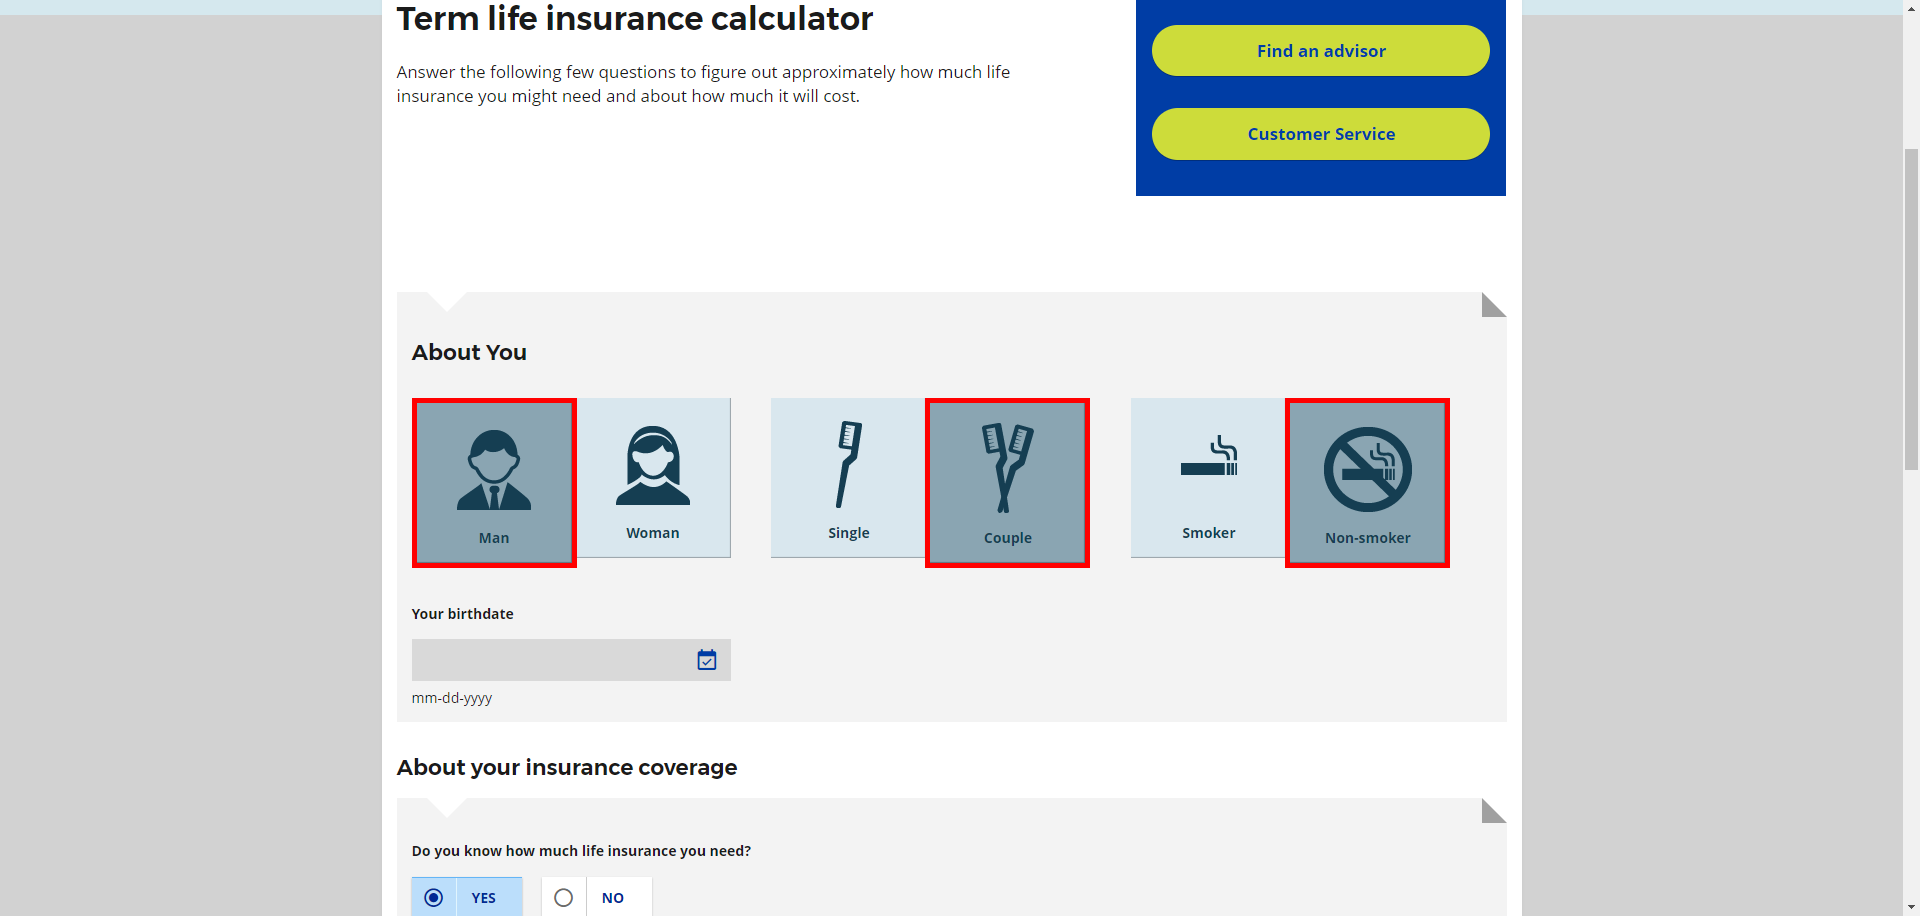 Term life insurance calculator
Answer the following few questions to figure out approximately how much life
insurance you might need and about how much it will cost.
Find an advisor
Customer Service
About You
Man
Woman
Single
Couple
Smoker
Non-smoker
Your birthdate
mm-dd-yyyy
About your insurance coverage
Do you know how much life insurance you need?
YES
NO